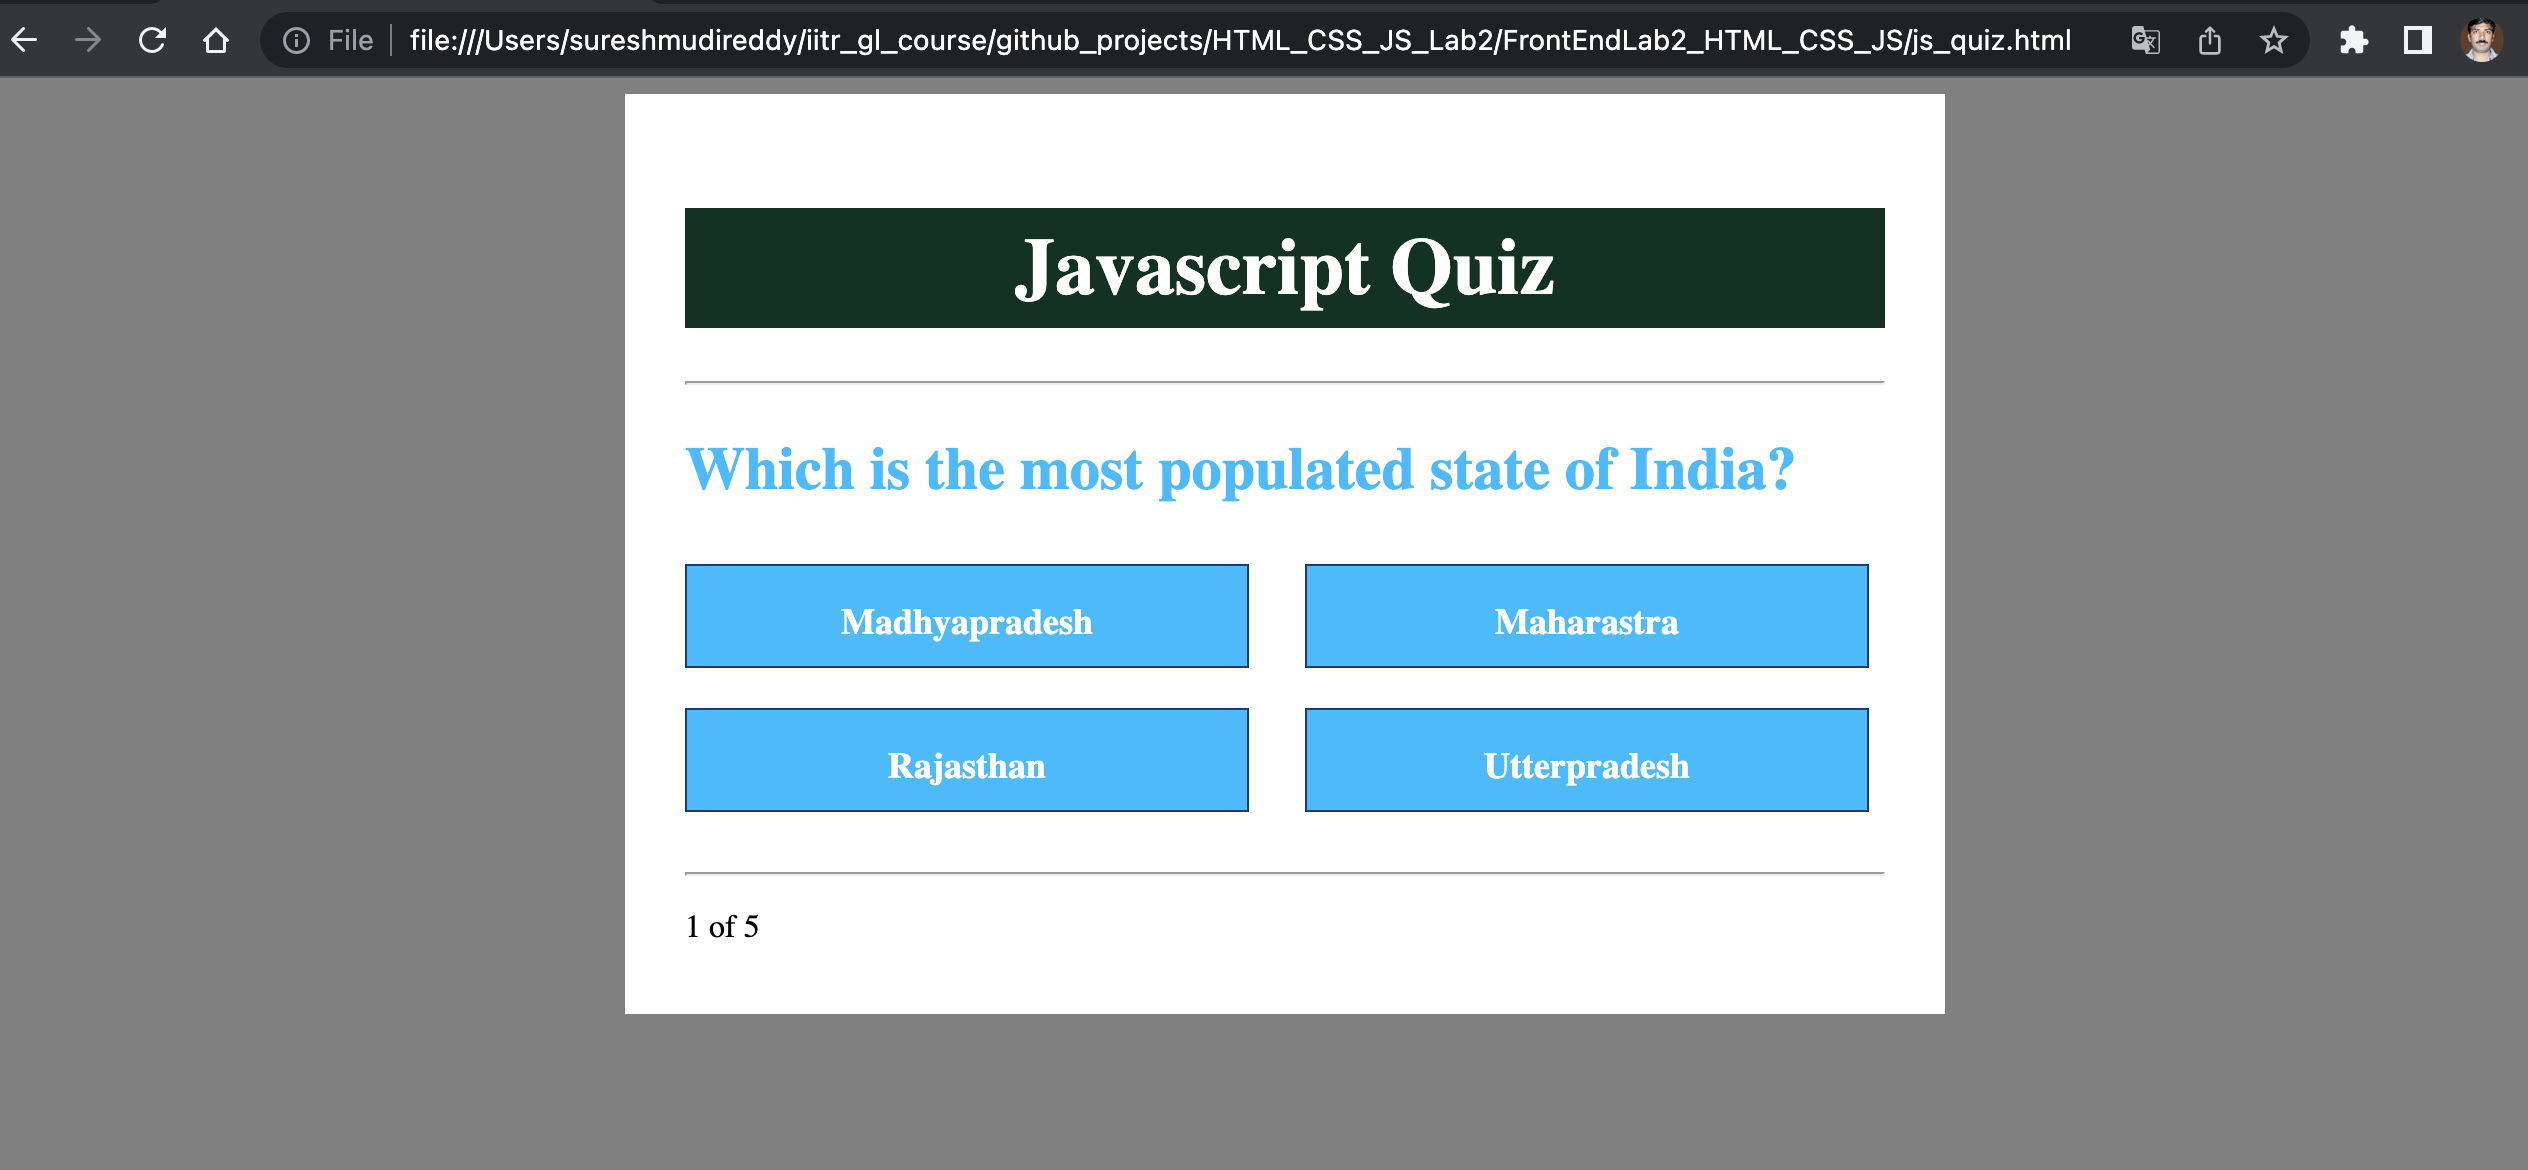 File file:///Users/sureshmudireddy/iitr_gl_course/github_projects/HTML_CSS_JS_Lab2/FrontEndLab2_HTML_CSS_JS/js_quiz.html
Javascript Quiz
Which is the most populated state of India?
Madhyapradesh Maharastra
Rajasthan Utterpradesh
1 of 5